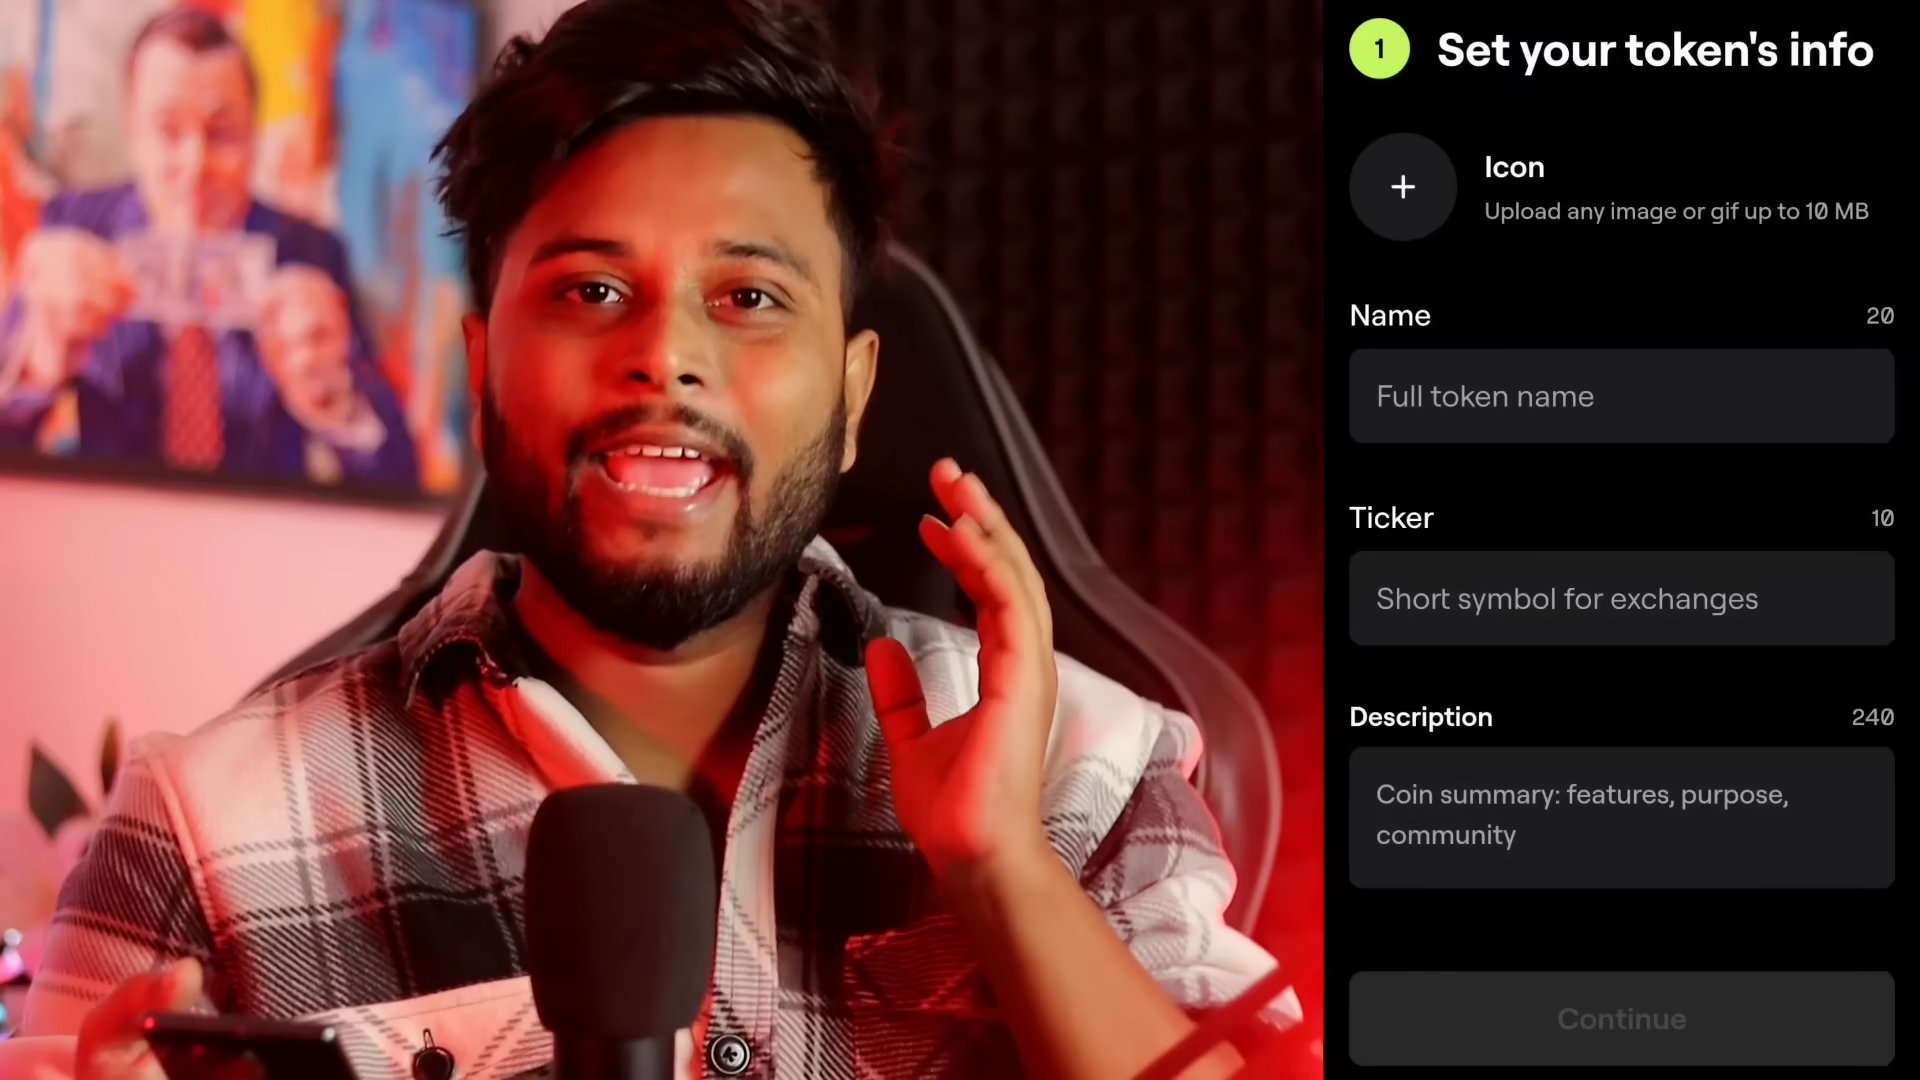 1 Set your token's info
+ Icon
Upload any image or gif up to 10 MB
Name 20
Full token name
Ticker 10
Short symbol for exchanges
Description 240
Coin summary: features, purpose,
community
Continue